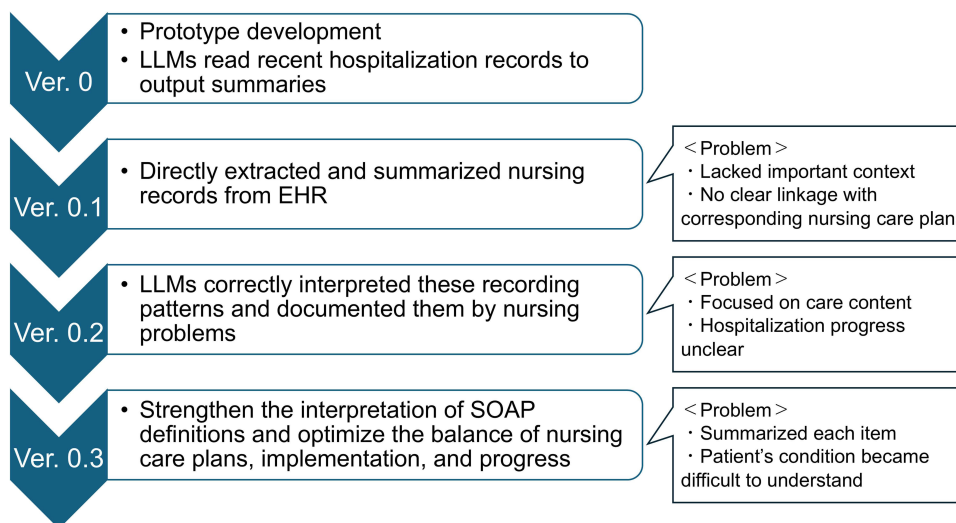 Ver. 0
• Prototype development
• LLMs read recent hospitalization records to
output summaries
Ver. 0.1
• Directly extracted and summarized nursing
records from EHR
＜Problem＞
・Lacked important context
・No clear linkage with
corresponding nursing care plan
Ver. 0.2
• LLMs correctly interpreted these recording
patterns and documented them by nursing
problems
＜Problem＞
・Focused on care content
・Hospitalization progress
unclear
Ver. 0.3
• Strengthen the interpretation of SOAP
definitions and optimize the balance of nursing
care plans, implementation, and progress
＜Problem＞
・Summarized each item
・Patient's condition became
difficult to understand